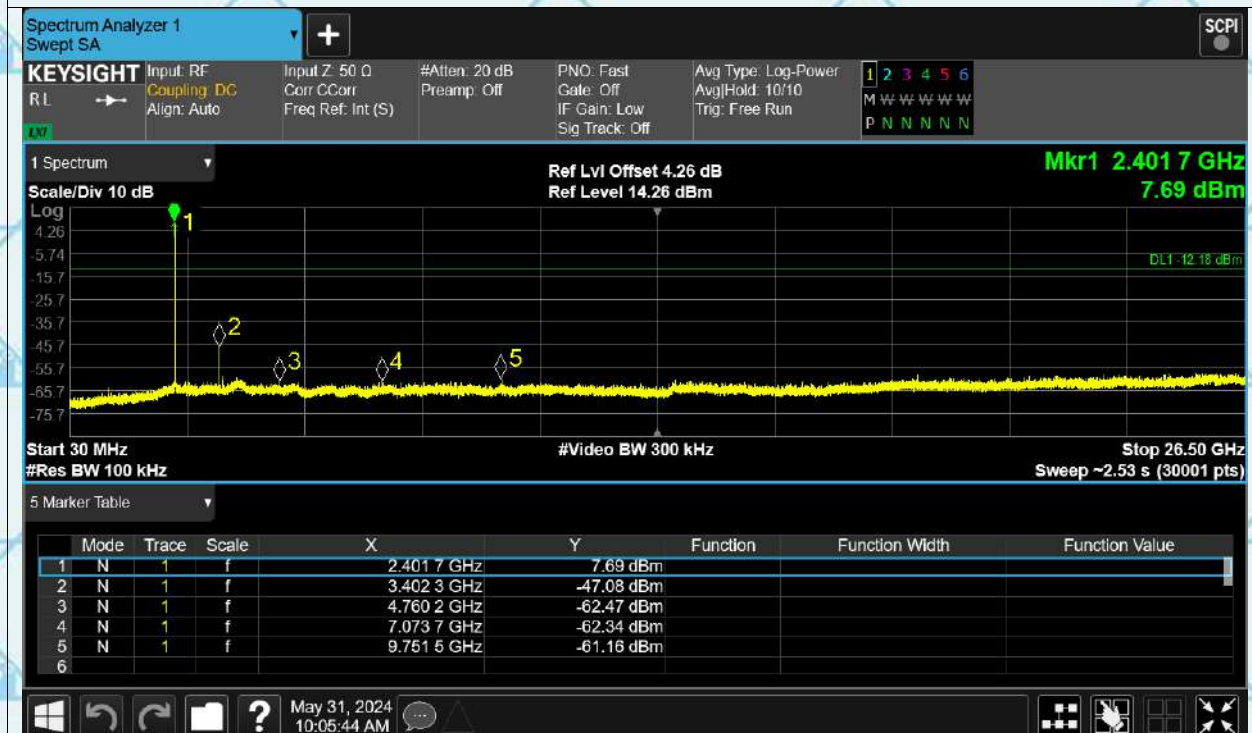 Spectrum Analyzer 1
Swept SA
+
SCPI
KEYSIGHT
R L
LXI
Input: RF
Coupling: DC
Align: Auto
Input Z: 50 Ω
Corr CCorr
Freq Ref: Int (S)
#Atten: 20 dB
Preamp: Off
PNO: Fast
Gate: Off
IF Gain: Low
Sig Track: Off
Avg Type: Log-Power
Avg|Hold: 10/10
Trig: Free Run
1 2 3 4 5 6
M W W W W W
P N N N N N
1 Spectrum
Scale/Div 10 dB
Ref Lvl Offset 4.26 dB
Ref Level 14.26 dBm
Mkr1 2.401 7 GHz
7.69 dBm
Log
4.26
-5.74
-15.7
-25.7
-35.7
-45.7
-55.7
-65.7
-75.7
DL1 -12.18 dBm
1
2
3
4
5
Start 30 MHz
#Video BW 300 kHz
Stop 26.50 GHz
#Res BW 100 kHz
Sweep ~2.53 s (30001 pts)
5 Marker Table
Mode Trace Scale X Y Function Function Width Function Value
1 N 1 f 2.401 7 GHz 7.69 dBm
2 N 1 f 3.402 3 GHz -47.08 dBm
3 N 1 f 4.760 2 GHz -62.47 dBm
4 N 1 f 7.073 7 GHz -62.34 dBm
5 N 1 f 9.751 5 GHz -61.16 dBm
6
?
May 31, 2024
10:05:44 AM